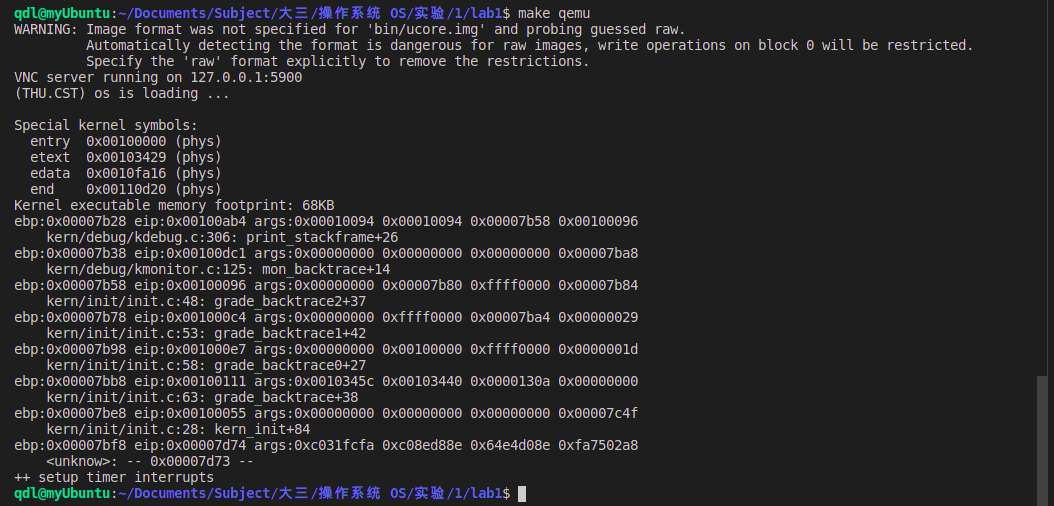 qdl@myUbuntu:~/Documents/Subject/大三/操作系统 OS/实验/1/lab1$ make qemu
WARNING: Image format was not specified for 'bin/ucore.img' and probing guessed raw.
         Automatically detecting the format is dangerous for raw images, write operations on block 0 will be restricted.
         Specify the 'raw' format explicitly to remove the restrictions.
VNC server running on 127.0.0.1:5900
(THU.CST) os is loading ...
Special kernel symbols:
  entry  0x00100000 (phys)
  etext  0x00103429 (phys)
  edata  0x0010fa16 (phys)
  end    0x00110d20 (phys)
Kernel executable memory footprint: 68KB
ebp:0x00007b28 eip:0x00100ab4 args:0x00010094 0x00010094 0x00007b58 0x00100096
    kern/debug/kdebug.c:306: print_stackframe+26
ebp:0x00007b38 eip:0x00100dc1 args:0x00000000 0x00000000 0x00000000 0x00007ba8
    kern/debug/kmonitor.c:125: mon_backtrace+14
ebp:0x00007b58 eip:0x00100096 args:0x00000000 0x00007b80 0xffff0000 0x00007b84
    kern/init/init.c:48: grade_backtrace2+37
ebp:0x00007b78 eip:0x001000c4 args:0x00000000 0xffff0000 0x00007ba4 0x00000029
    kern/init/init.c:53: grade_backtrace1+42
ebp:0x00007b98 eip:0x001000e7 args:0x00000000 0x00100000 0xffff0000 0x0000001d
    kern/init/init.c:58: grade_backtrace0+27
ebp:0x00007bb8 eip:0x00100111 args:0x0010345c 0x00103440 0x0000130a 0x00000000
    kern/init/init.c:63: grade_backtrace+38
ebp:0x00007be8 eip:0x00100055 args:0x00000000 0x00000000 0x00000000 0x00007c4f
    kern/init/init.c:28: kern_init+84
ebp:0x00007bf8 eip:0x00007d74 args:0xc031fcfa 0xc08ed88e 0x64e4d08e 0xfa7502a8
    <unknow>: -- 0x00007d73 --
++ setup timer interrupts
qdl@myUbuntu:~/Documents/Subject/大三/操作系统 OS/实验/1/lab1$